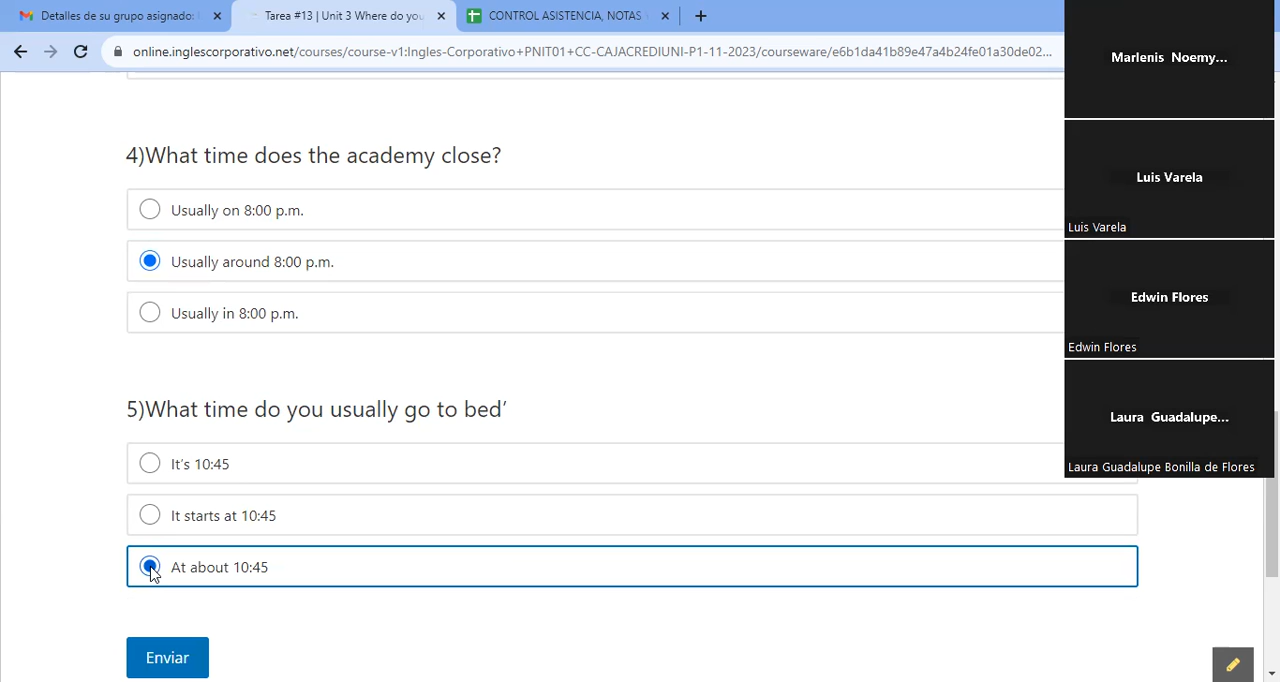 Detalles de su grupo asignado:
Tarea #13 | Unit 3 Where do you
CONTROL ASISTENCIA, NOTAS
online.inglescorporativo.net/courses/course-v1:Ingles-Corporativo+PNIT01+CC-CAJACREDIUNI-P1-11-2023/courseware/e6b1da41b89e47a4b24fe01a30de02...
4)What time does the academy close?
Usually on 8:00 p.m.
Usually around 8:00 p.m.
Usually in 8:00 p.m.
5)What time do you usually go to bed’
It’s 10:45
It starts at 10:45
At about 10:45
Enviar
Marlenis Noemy...
Luis Varela
Luis Varela
Edwin Flores
Edwin Flores
Laura Guadalupe...
Laura Guadalupe Bonilla de Flores